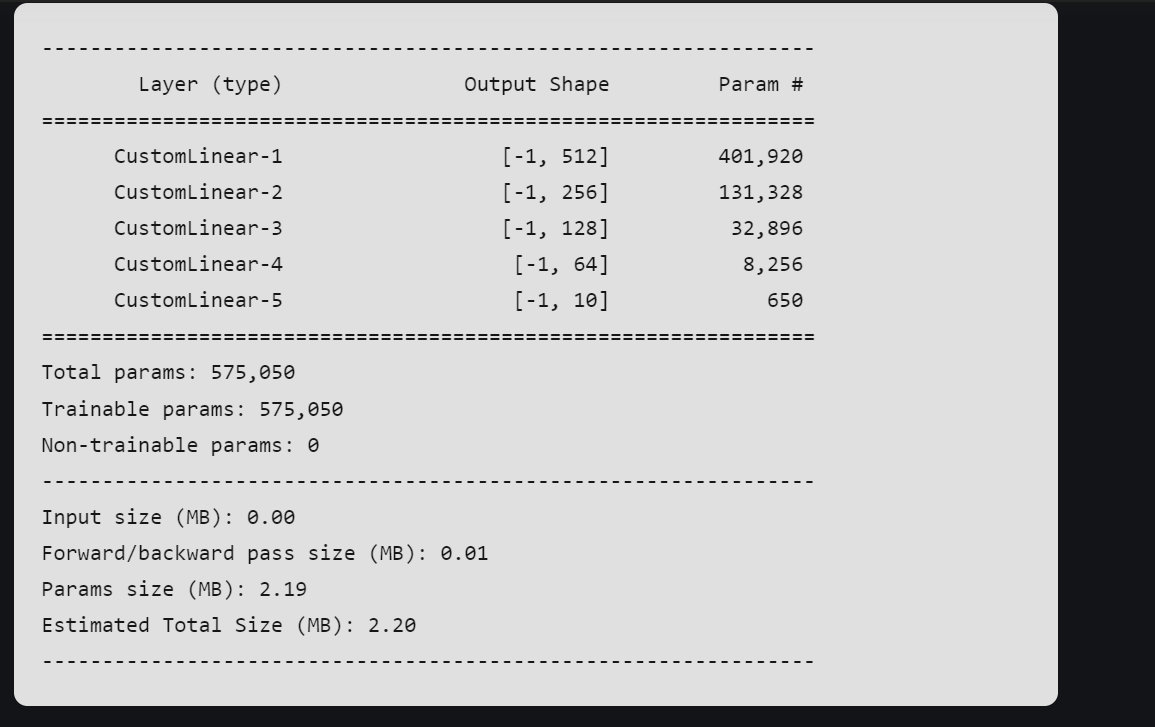 ----------------------------------------------------------------
Layer (type) Output Shape Param #
================================================================
CustomLinear-1 [-1, 512] 401,920
CustomLinear-2 [-1, 256] 131,328
CustomLinear-3 [-1, 128] 32,896
CustomLinear-4 [-1, 64] 8,256
CustomLinear-5 [-1, 10] 650
================================================================
Total params: 575,050
Trainable params: 575,050
Non-trainable params: 0
----------------------------------------------------------------
Input size (MB): 0.00
Forward/backward pass size (MB): 0.01
Params size (MB): 2.19
Estimated Total Size (MB): 2.20
----------------------------------------------------------------